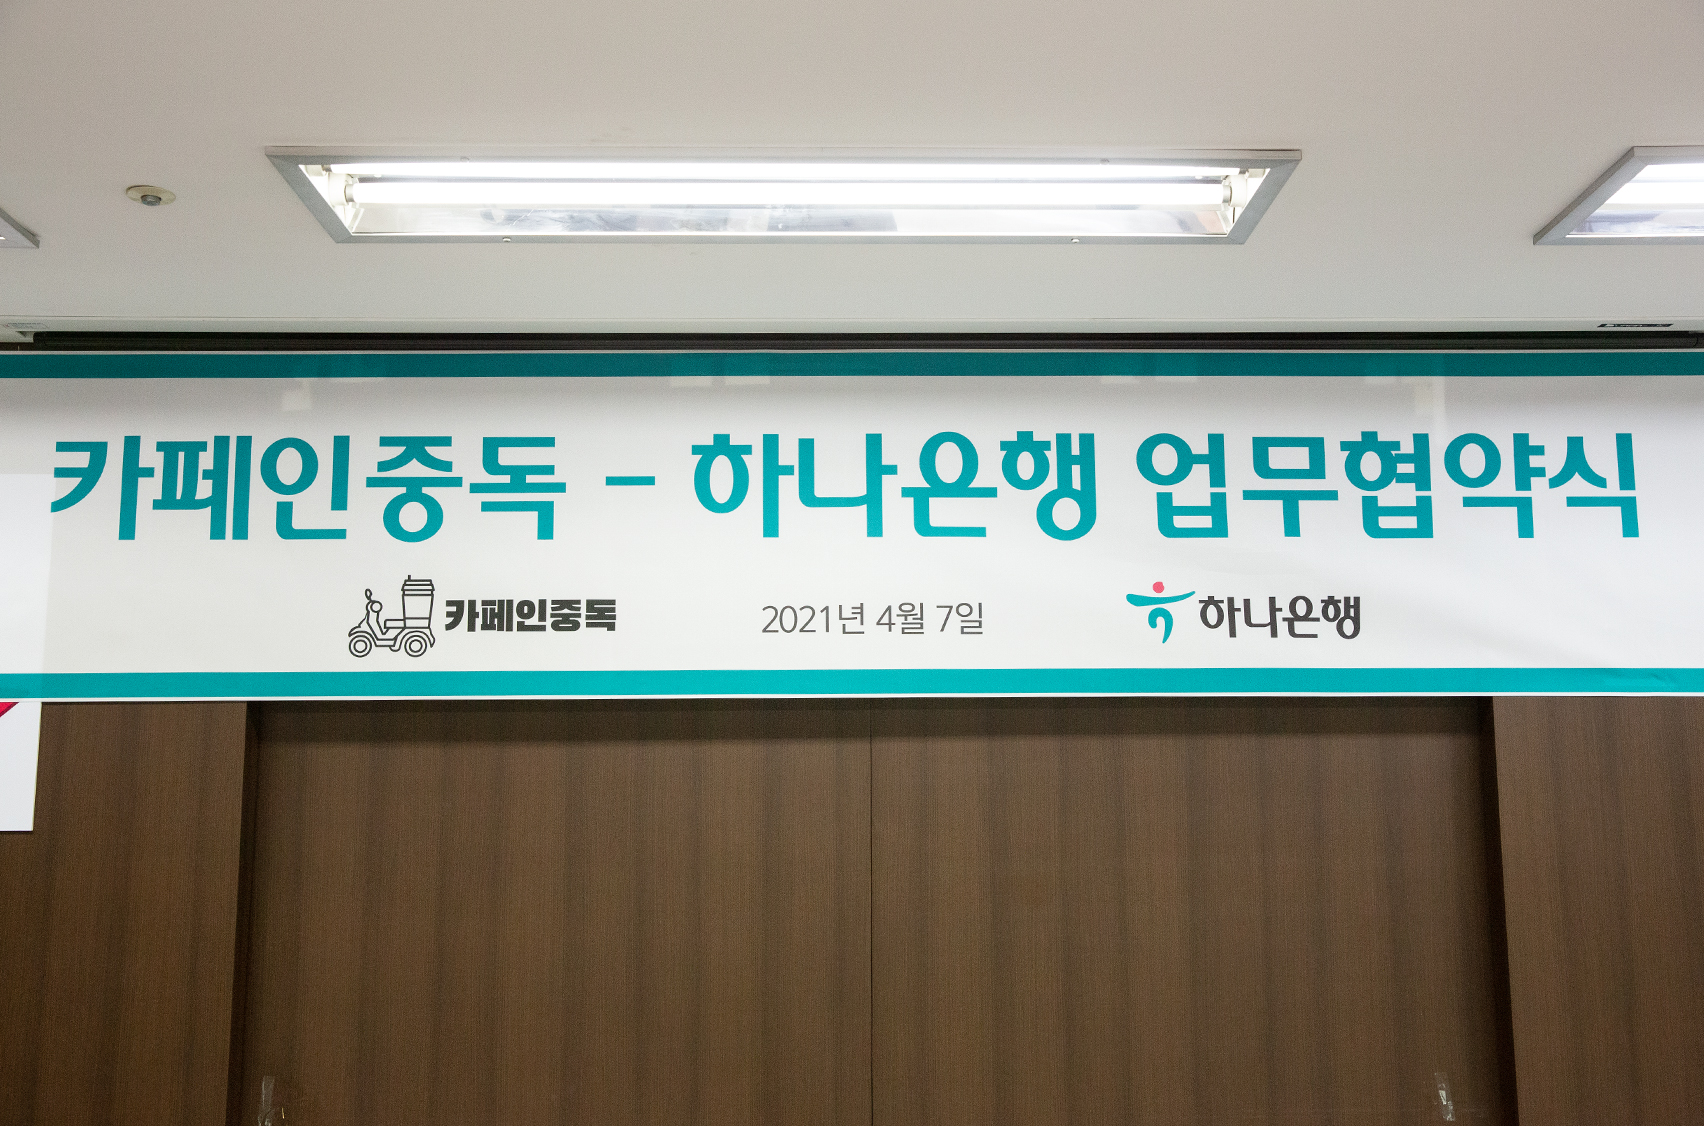 카페인중독 - 하나은행 업무협약식
카페인중독 2021년 4월 7일 하나은행